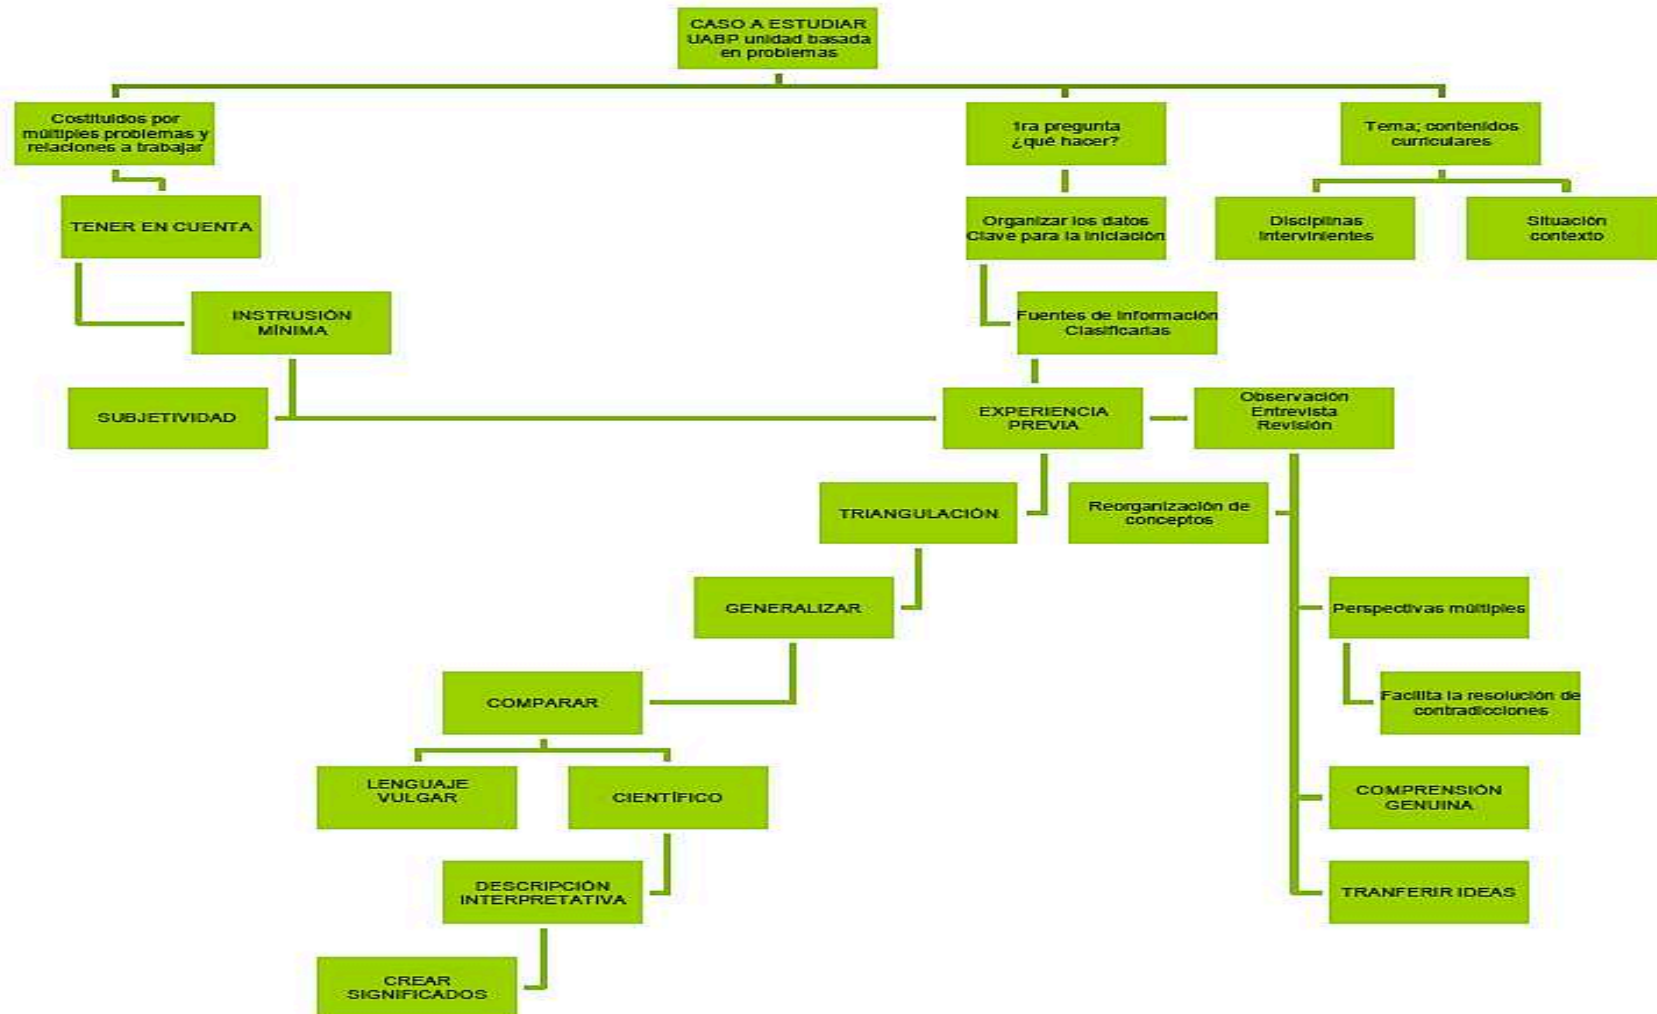 CASO A ESTUDIAR
UABP unidad basada
en problemas
Costituidos por
múltiples problemas y
relaciones a trabajar
1ra pregunta
¿qué hacer?
Tema; contenidos
curriculares
TENER EN CUENTA
Organizar los datos
Clave para la iniciación
Disciplinas
intervinientes
Situación
contexto
INSTRUSIÓN
MÍNIMA
Fuentes de información
Clasificarlas
SUBJETIVIDAD
EXPERIENCIA
PREVIA
Observación
Entrevista
Revisión
TRIANGULACIÓN
Reorganización de
conceptos
GENERALIZAR
Perspectivas múltiples
COMPARAR
Facilita la resolución de
contradicciones
LENGUAJE
VULGAR
CIENTÍFICO
COMPRENSIÓN
GENUINA
DESCRIPCIÓN
INTERPRETATIVA
TRANFERIR IDEAS
CREAR
SIGNIFICADOS